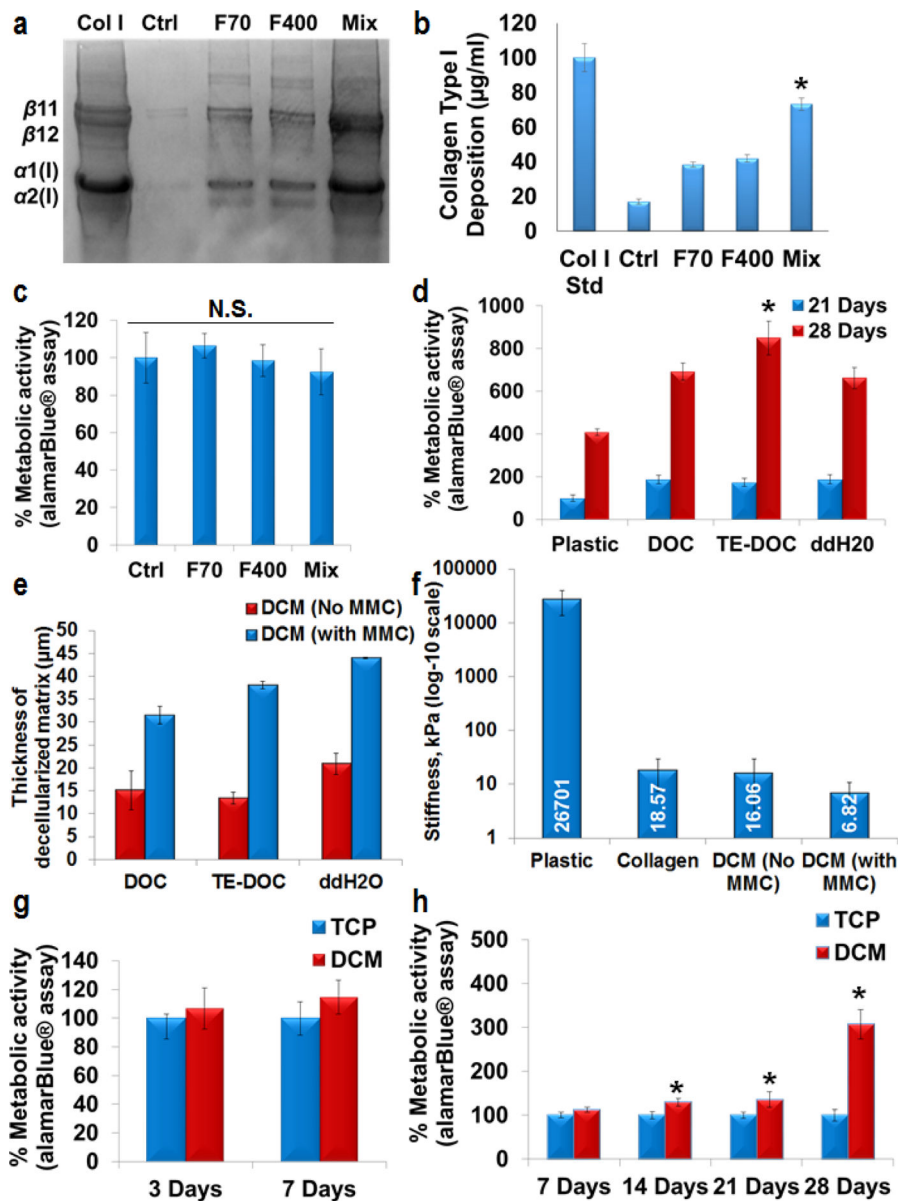 a
Col I Ctrl F70 F400 Mix
β11
β12
α1(I)
α2(I)
b
Collagen Type I
Deposition (µg/ml)
120
100
80
60
40
20
0
*
Col I
Std
Ctrl F70 F400 Mix
c
N.S.
% Metabolic activity
(alamarBlue® assay)
120
100
80
60
40
20
0
Ctrl F70 F400 Mix
d
% Metabolic activity
(alamarBlue® assay)
1000
800
600
400
200
0
*
21 Days
28 Days
Plastic DOC TE-DOC ddH20
e
DCM (No MMC)
DCM (with MMC)
Thickness of
decellularized matrix (µm)
50
45
40
35
30
25
20
15
10
5
0
DOC TE-DOC ddH2O
f
Stiffness, kPa (log-10 scale)
100000
10000
1000
100
10
1
26701
18.57
16.06
6.82
Plastic Collagen DCM (No DCM (with
MMC) MMC)
g
TCP
DCM
% Metabolic activity
(alamarBlue® assay)
140
120
100
80
60
40
20
0
3 Days 7 Days
h
TCP
DCM
% Metabolic activity
(alamarBlue® assay)
500
400
300
200
100
0
* * *
7 Days 14 Days 21 Days 28 Days